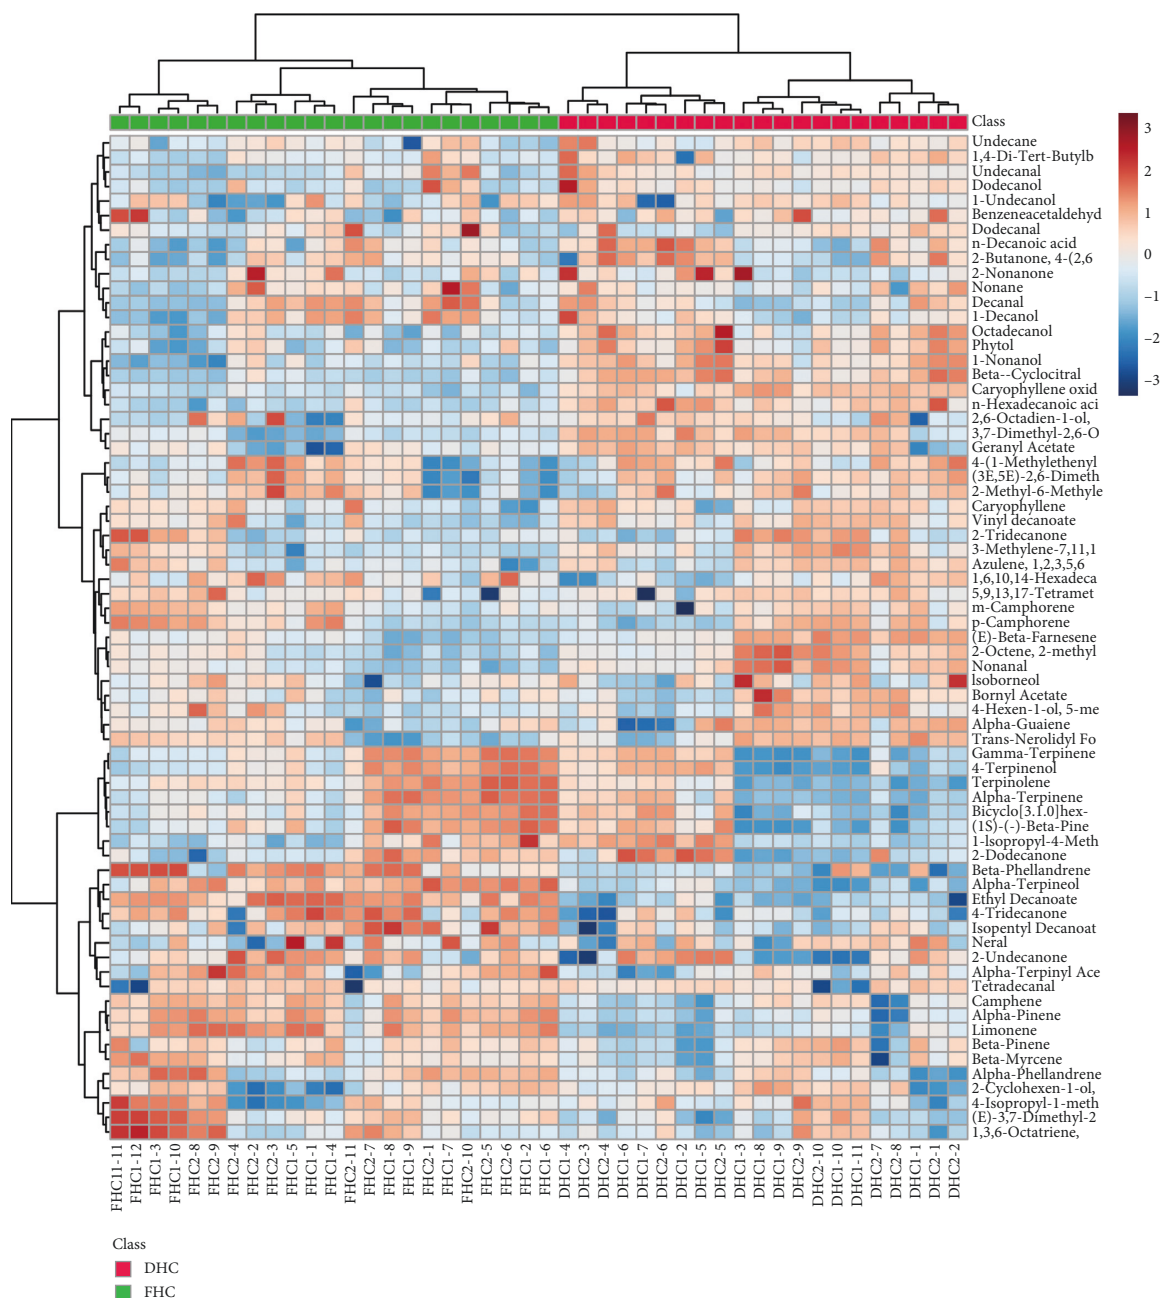 Class
Undecane
1,4-Di-Tert-Butylb
Undecanal
Dodecanol
1-Undecanol
Benzeneacetaldehyd
Dodecanal
n-Decanoic acid
2-Butanone, 4-(2,6
2-Nonanone
Nonane
Decanal
1-Decanol
Octadecanol
Phytol
1-Nonanol
Beta--Cyclocitral
Caryophyllene oxid
n-Hexadecanoic aci
2,6-Octadien-1-ol,
3,7-Dimethyl-2,6-O
Geranyl Acetate
4-(1-Methylethenyl
(3E,5E)-2,6-Dimeth
2-Methyl-6-Methyle
Caryophyllene
Vinyl decanoate
2-Tridecanone
3-Methylene-7,11,1
Azulene, 1,2,3,5,6
1,6,10,14-Hexadeca
5,9,13,17-Tetramet
m-Camphorene
p-Camphorene
(E)-Beta-Farnesene
2-Octene, 2-methyl
Nonanal
Isoborneol
Bornyl Acetate
4-Hexen-1-ol, 5-me
Alpha-Guaiene
Trans-Nerolidyl Fo
Gamma-Terpinene
4-Terpinenol
Terpinolene
Alpha-Terpinene
Bicyclo[3.1.0]hex-
(1S)-(-)-Beta-Pine
1-Isopropyl-4-Meth
2-Dodecanone
Beta-Phellandrene
Alpha-Terpineol
Ethyl Decanoate
4-Tridecanone
Isopentyl Decanoat
Neral
2-Undecanone
Alpha-Terpinyl Ace
Tetradecanal
Camphene
Alpha-Pinene
Limonene
Beta-Pinene
Beta-Myrcene
Alpha-Phellandrene
2-Cyclohexen-1-ol,
4-Isopropyl-1-meth
(E)-3,7-Dimethyl-2
1,3,6-Octatriene,
3
2
1
0
−1
−2
−3
FHC11-11
FHC1-12
FHC1-3
FHC1-10
FHC2-8
FHC2-9
FHC2-4
FHC2-2
FHC2-3
FHC1-5
FHC1-1
FHC1-4
FHC2-11
FHC2-7
FHC1-8
FHC1-9
FHC2-1
FHC1-7
FHC2-10
FHC2-5
FHC2-6
FHC1-2
FHC1-6
DHC1-4
DHC2-3
DHC2-4
DHC1-6
DHC1-7
DHC2-6
DHC1-2
DHC1-5
DHC2-5
DHC1-3
DHC1-8
DHC1-9
DHC2-9
DHC2-10
DHC1-10
DHC1-11
DHC2-7
DHC2-8
DHC1-1
DHC2-1
DHC2-2
Class
DHC
FHC